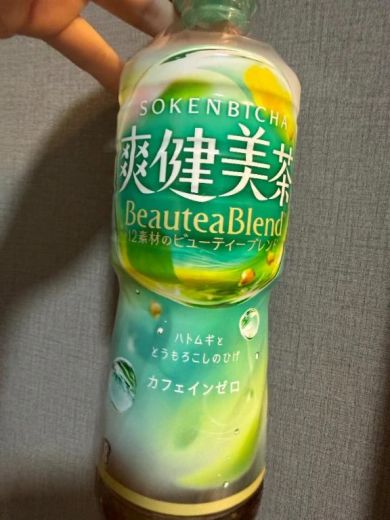 SOKENBICHA
爽健美茶
BeauteaBlend
12素材のビューティーブレンド
ハトムギと
とうもろこしのひげ
カフェインゼロ